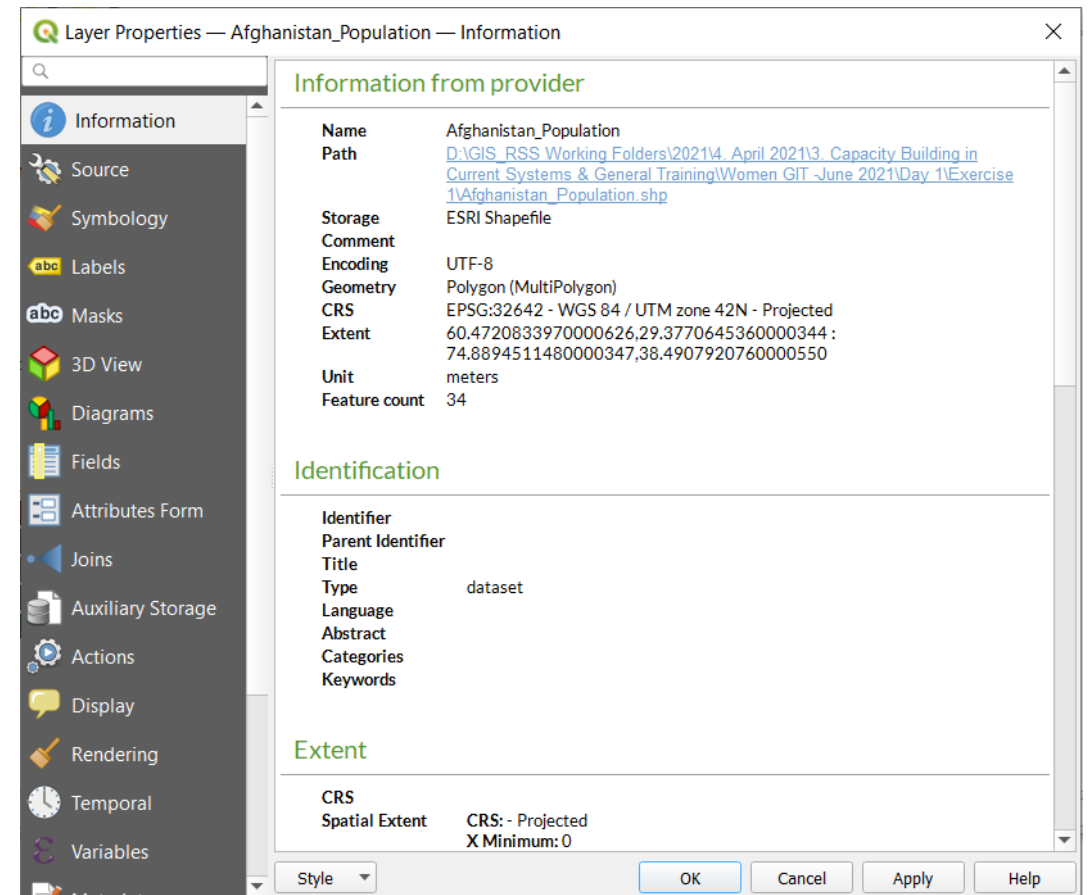 Layer Properties — Afghanistan_Population — Information
Information
Source
Symbology
abc Labels
abc Masks
3D View
Diagrams
Fields
Attributes Form
Joins
Auxiliary Storage
Actions
Display
Rendering
Temporal
Variables
Information from provider
Name Afghanistan_Population
Path D:\GIS_RSS Working Folders\2021\4. April 2021\3. Capacity Building in
Current Systems & General Training\Women GIT -June 2021\Day 1\Exercise
1\Afghanistan_Population.shp
Storage ESRI Shapefile
Comment
Encoding UTF-8
Geometry Polygon (MultiPolygon)
CRS EPSG:32642 - WGS 84 / UTM zone 42N - Projected
Extent 60.4720833970000626,29.3770645360000344 :
74.8894511480000347,38.4907920760000550
Unit meters
Feature count 34
Identification
Identifier
Parent Identifier
Title
Type dataset
Language
Abstract
Categories
Keywords
Extent
CRS
Spatial Extent CRS: - Projected
X Minimum: 0
Style OK Cancel Apply Help